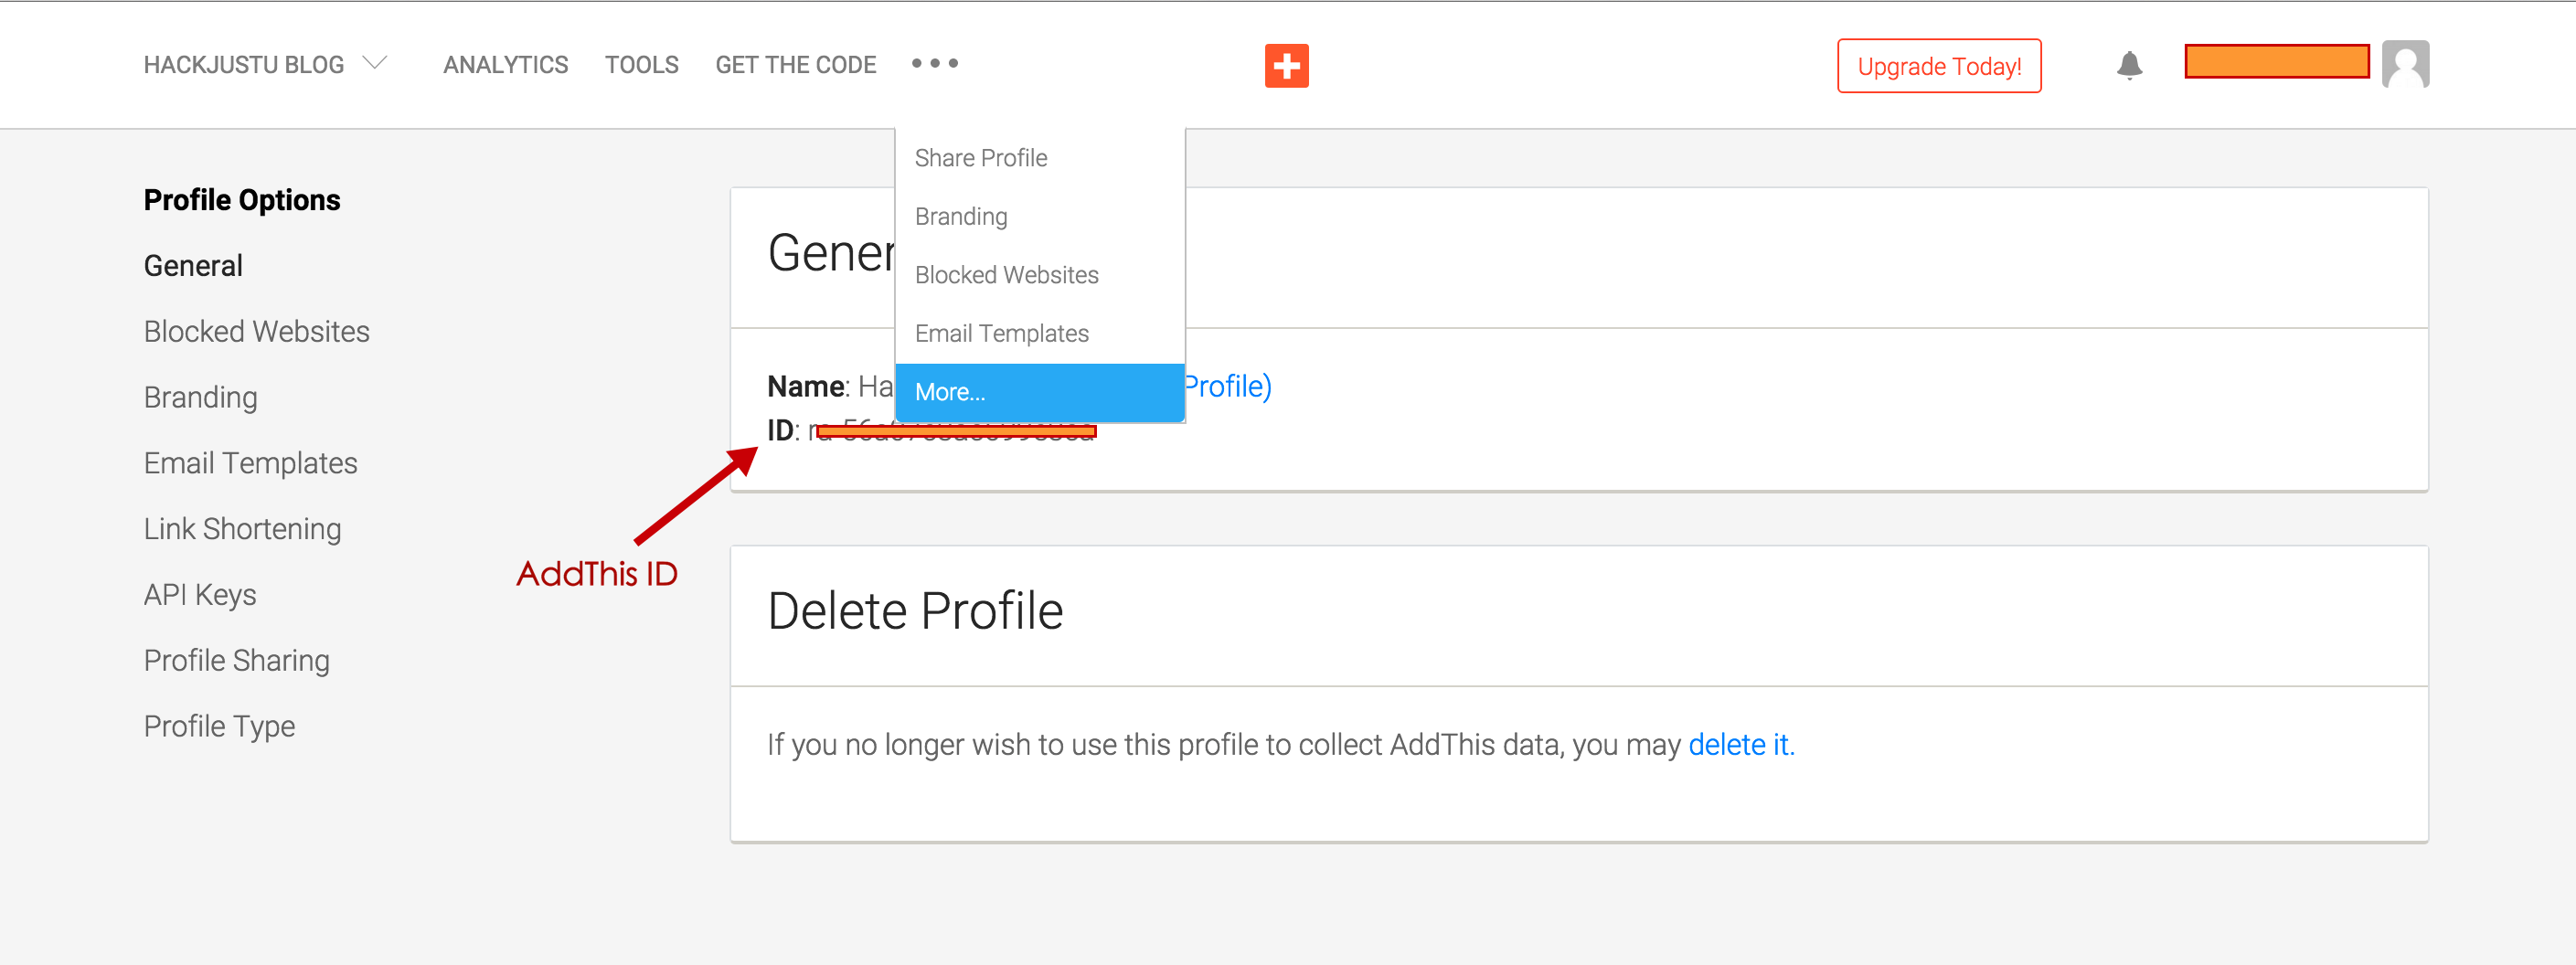 HACKJUSTU BLOG ANALYTICS TOOLS GET THE CODE
Upgrade Today!
Share Profile
Branding
Blocked Websites
Email Templates
More...
Profile Options
General
Blocked Websites
Branding
Email Templates
Link Shortening
API Keys
Profile Sharing
Profile Type
Gener
Name: Ha Profile)
ID:
AddThis ID
Delete Profile
If you no longer wish to use this profile to collect AddThis data, you may delete it.